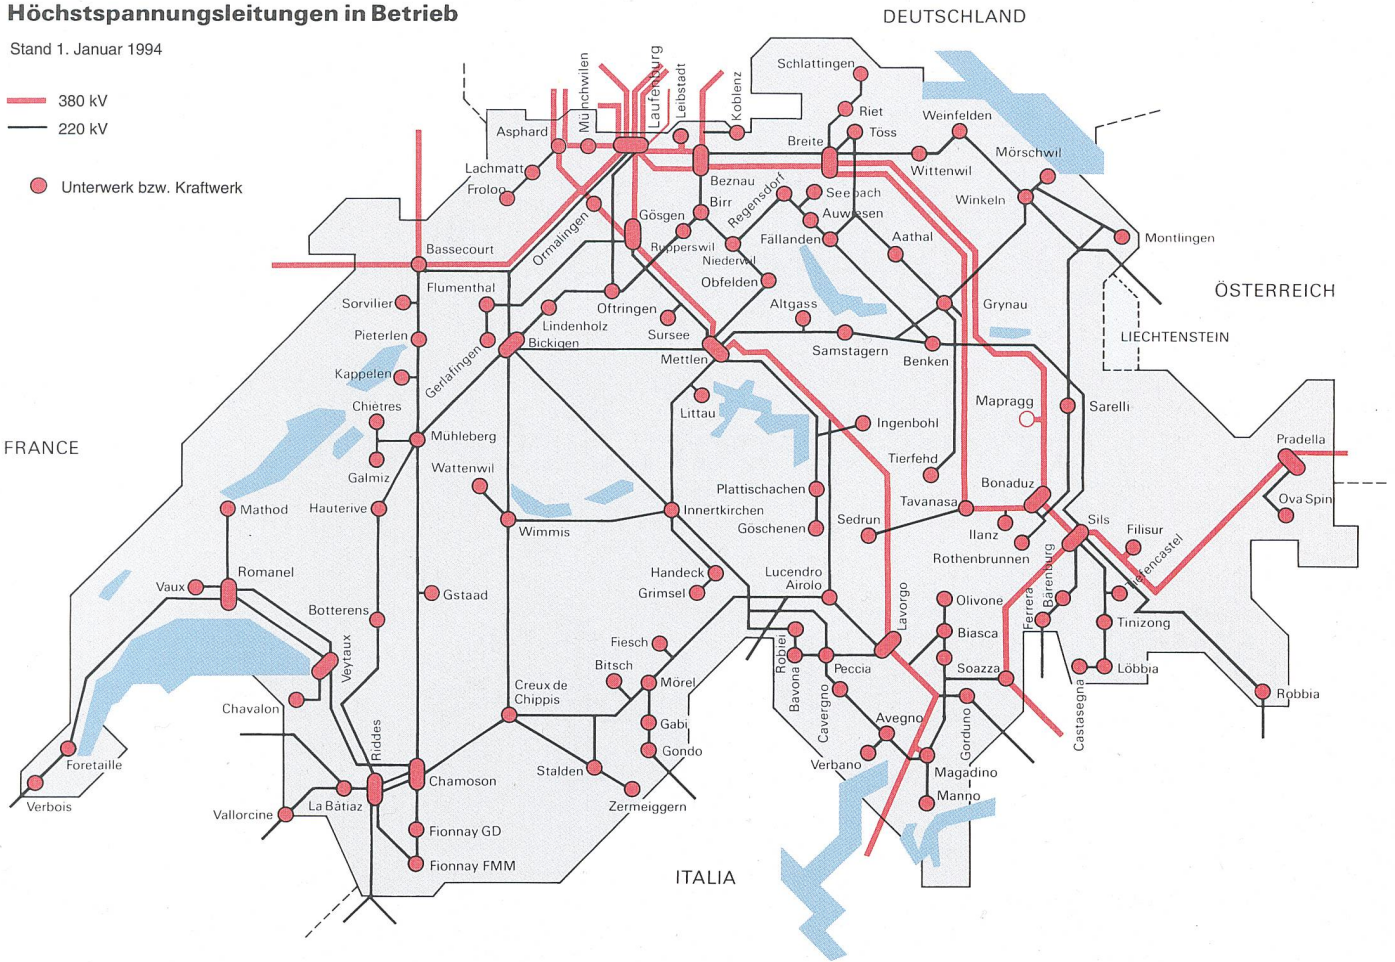 Höchstspannungsleitungen in Betrieb
Stand 1. Januar 1994
380 kV
220 kV
Unterwerk bzw. Kraftwerk
DEUTSCHLAND
ÖSTERREICH
LIECHTENSTEIN
FRANCE
ITALIA
Münchwilen
Laufenburg
Leibstadt
Koblenz
Schlattingen
Riet
Töss
Weinfelden
Breite
Mörschwil
Asphard
Lachmatt
Froloo
Wittenwil
Winkeln
Beznau
Birr
Regensdorf
Seebach
Auwiesen
Fällanden
Aathal
Montlingen
Ormalingen
Gösgen
Rupperswil
Niederwil
Obfelden
Bassecourt
Flumenthal
Sorvilier
Pieterlen
Kappelen
Gerlafingen
Lindenholz
Bickigen
Oftringen
Sursee
Mettlen
Altgass
Samstagern
Benken
Grynau
Chiètres
Galmiz
Mühleberg
Littau
Ingenbohl
Mapragg
Sarelli
Pradella
Ova Spin
Wattenwil
Wimmis
Hauterive
Mathod
Innertkirchen
Plattischachen
Göschenen
Tierfehd
Sedrun
Tavanasa
Bonaduz
Ilanz
Rothenbrunnen
Sils
Filisur
Tiefencastel
Vaux
Romanel
Botterens
Gstaad
Handeck
Grimsel
Lucendro
Airolo
Lavorgo
Olivone
Biasca
Soazza
Ferrera
Bärenburg
Tinizong
Löbbia
Castasegna
Robbia
Veytaux
Chavalon
Fiesch
Bitsch
Mörel
Gabi
Gondo
Robiei
Bavona
Peccia
Cavergno
Avegno
Verbano
Gorduno
Magadino
Manno
Creux de
Chippis
Stalden
Zermeiggern
Riddes
Chamoson
La Bâtiaz
Vallorcine
Fionnay GD
Fionnay FMM
Foretaille
Verbois